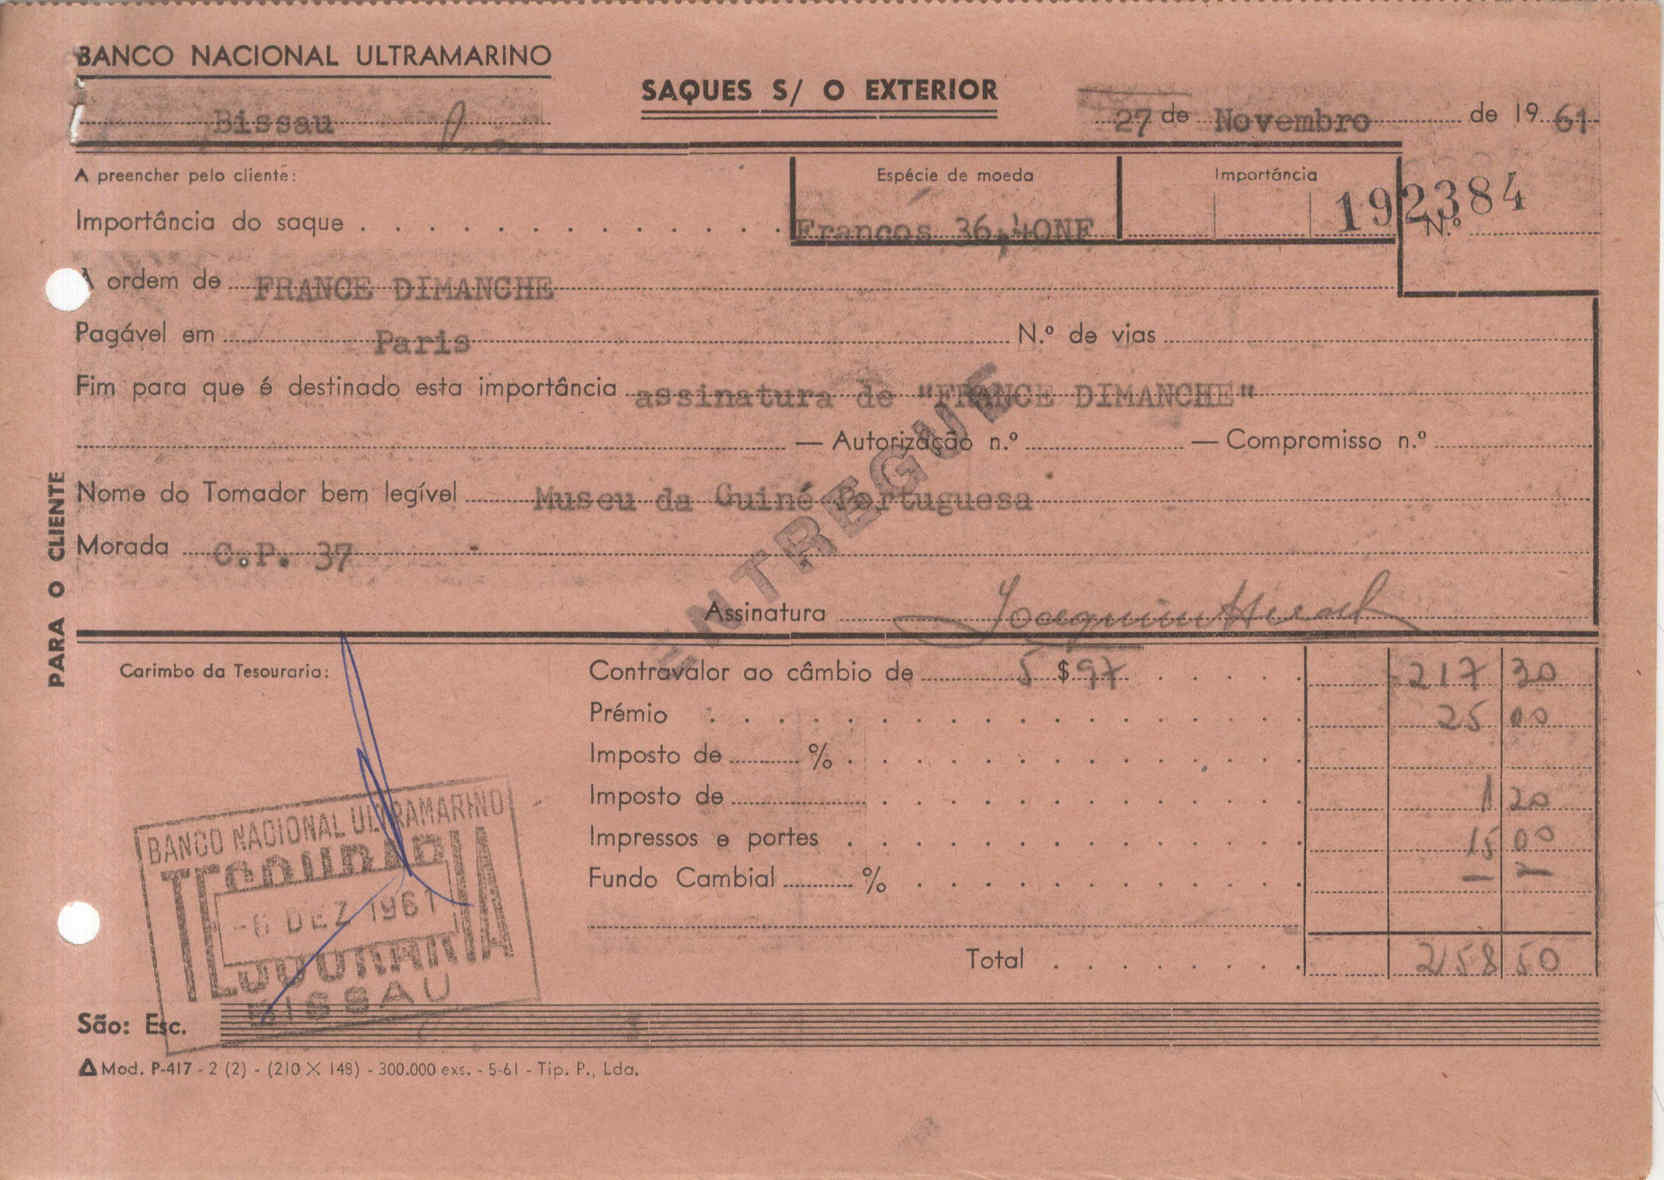 BANCO NACIONAL ULTRAMARINO
SAQUES S/ O EXTERIOR
Bissau
27 de Novembro de 1961
A preencher pelo cliente:
Espécie de moeda
Importância
192384
Importância do saque
Francos 36,40NF
N.º
A ordem de FRANCE DIMANCHE
Pagável em Paris N.º de vias
Fim para que é destinado esta importância assinatura de "FRANCE DIMANCHE"
— Autorização n.º — Compromisso n.º
Nome do Tomador bem legível Museu da Guiné Portuguesa
Morada C.P. 37
ENTREGUE
Assinatura Joaquim
PARA O CLIENTE
Carimbo da Tesouraria:
Contravalor ao câmbio de 5 $ 97 217 30
Prémio 25 00
Imposto de %
Imposto de 1 20
Impressos e portes 15 00
Fundo Cambial % — —
Total 258 50
BANCO NACIONAL ULTRAMARINO
TESOURARIA
-6 DEZ 1961
TESOURARIA
BISSAU
São: Esc.
Mod. P-417 - 2 (2) - (210 X 148) - 300.000 exs. - 5-61 - Tip. P., Lda.